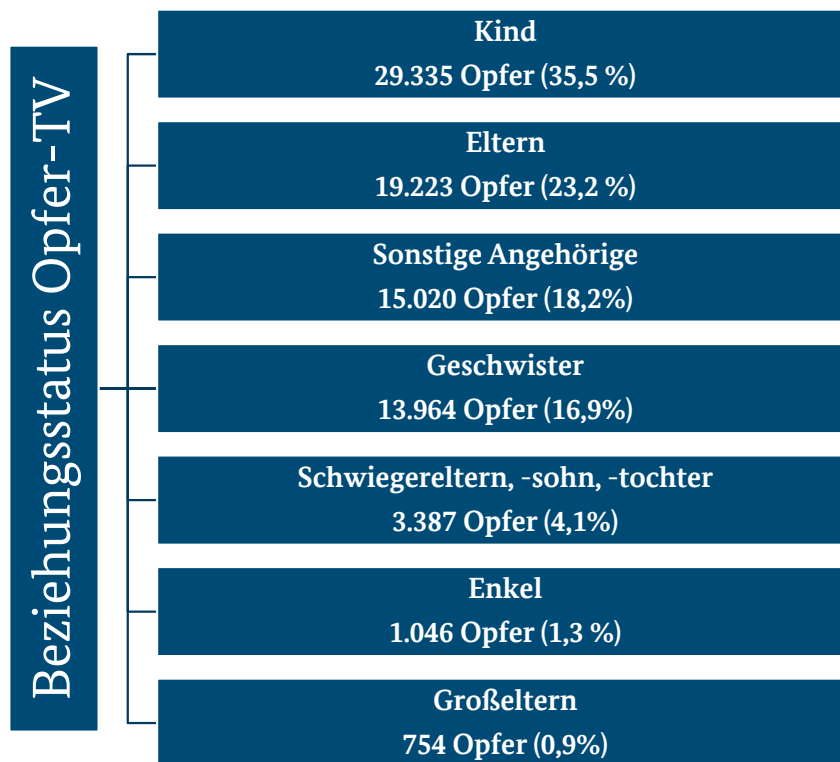 Beziehungsstatus Opfer-TV
Kind
29.335 Opfer (35,5 %)
Eltern
19.223 Opfer (23,2 %)
Sonstige Angehörige
15.020 Opfer (18,2%)
Geschwister
13.964 Opfer (16,9%)
Schwiegereltern, -sohn, -tochter
3.387 Opfer (4,1%)
Enkel
1.046 Opfer (1,3 %)
Großeltern
754 Opfer (0,9%)